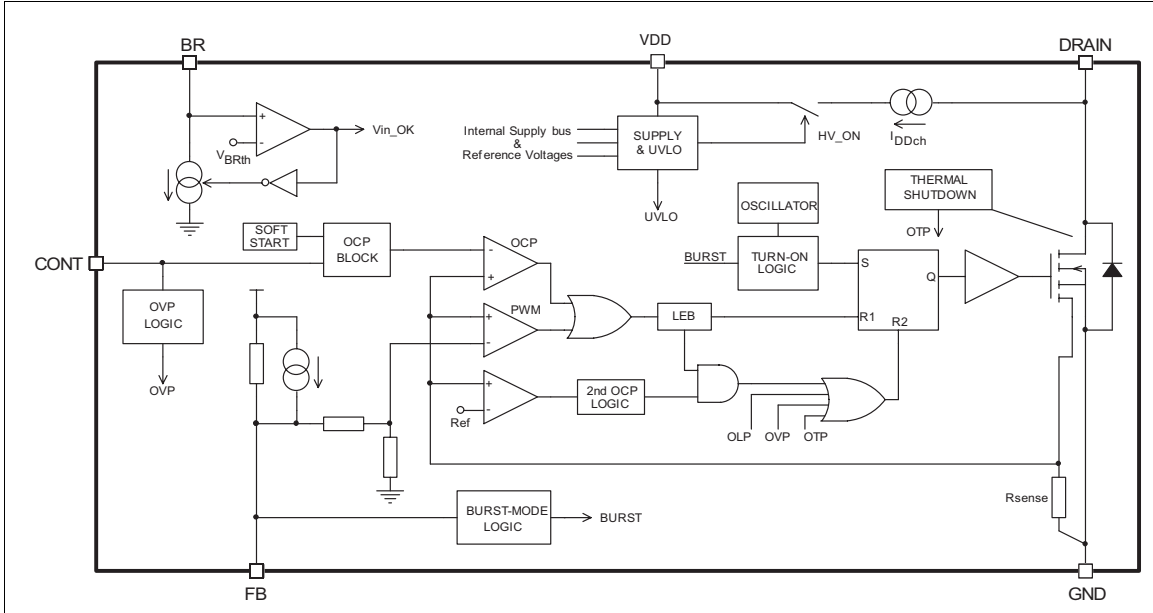 BR
VDD
DRAIN
Vin_OK
VBRth
Internal Supply bus
&
Reference Voltages
SUPPLY
& UVLO
HV_ON
IDDch
UVLO
THERMAL
SHUTDOWN
OTP
OSCILLATOR
SOFT
START
OCP
BLOCK
OCP
BURST
TURN-ON
LOGIC
S
Q
R1
R2
CONT
OVP
LOGIC
OVP
PWM
LEB
2nd OCP
LOGIC
Ref
OLP
OVP
OTP
Rsense
BURST-MODE
LOGIC
BURST
FB
GND
+
-
-
+
+
-
+
-